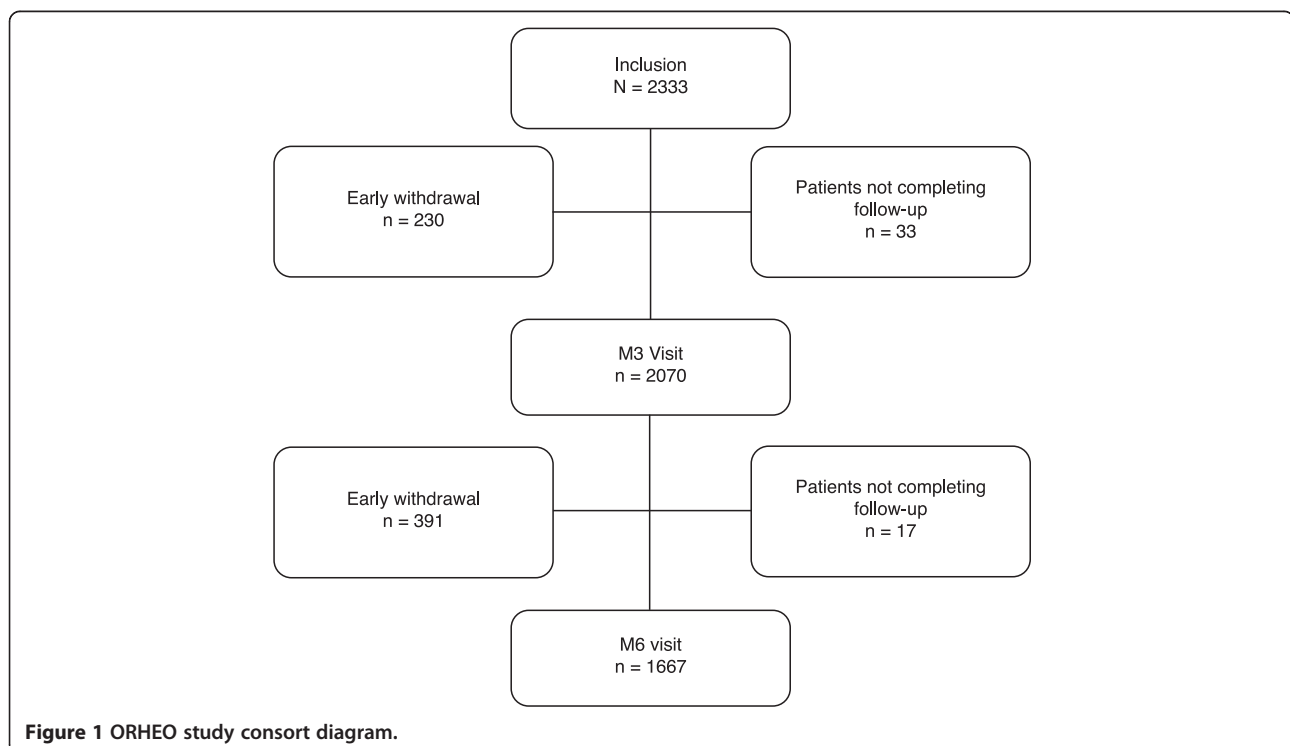 Inclusion
N = 2333
Early withdrawal
n = 230
Patients not completing
follow-up
n = 33
M3 Visit
n = 2070
Early withdrawal
n = 391
Patients not completing
follow-up
n = 17
M6 visit
n = 1667
Figure 1 ORHEO study consort diagram.